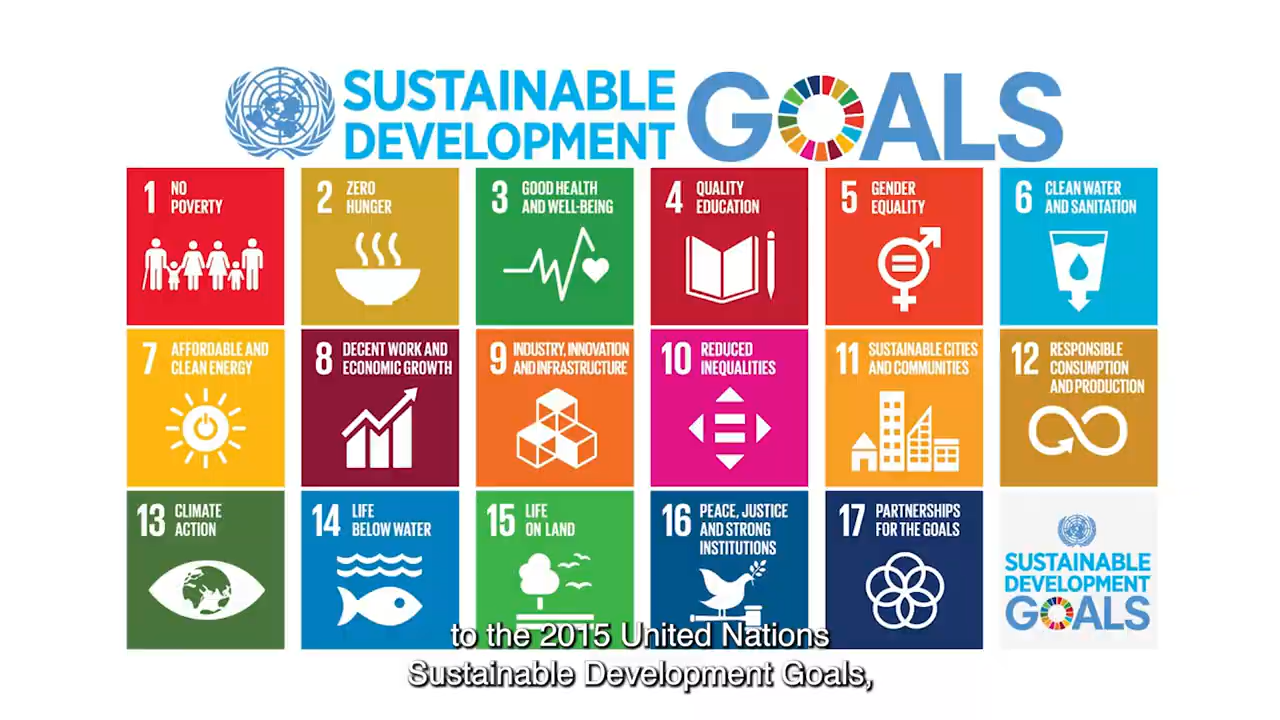 SUSTAINABLE
DEVELOPMENT
GOALS
1 NO
POVERTY
2 ZERO
HUNGER
3 GOOD HEALTH
AND WELL-BEING
4 QUALITY
EDUCATION
5 GENDER
EQUALITY
6 CLEAN WATER
AND SANITATION
7 AFFORDABLE AND
CLEAN ENERGY
8 DECENT WORK AND
ECONOMIC GROWTH
9 INDUSTRY, INNOVATION
AND INFRASTRUCTURE
10 REDUCED
INEQUALITIES
11 SUSTAINABLE CITIES
AND COMMUNITIES
12 RESPONSIBLE
CONSUMPTION
AND PRODUCTION
13 CLIMATE
ACTION
14 LIFE
BELOW WATER
15 LIFE
ON LAND
16 PEACE, JUSTICE
AND STRONG
INSTITUTIONS
17 PARTNERSHIPS
FOR THE GOALS
SUSTAINABLE
DEVELOPMENT
GOALS
to the 2015 United Nations
Sustainable Development Goals,